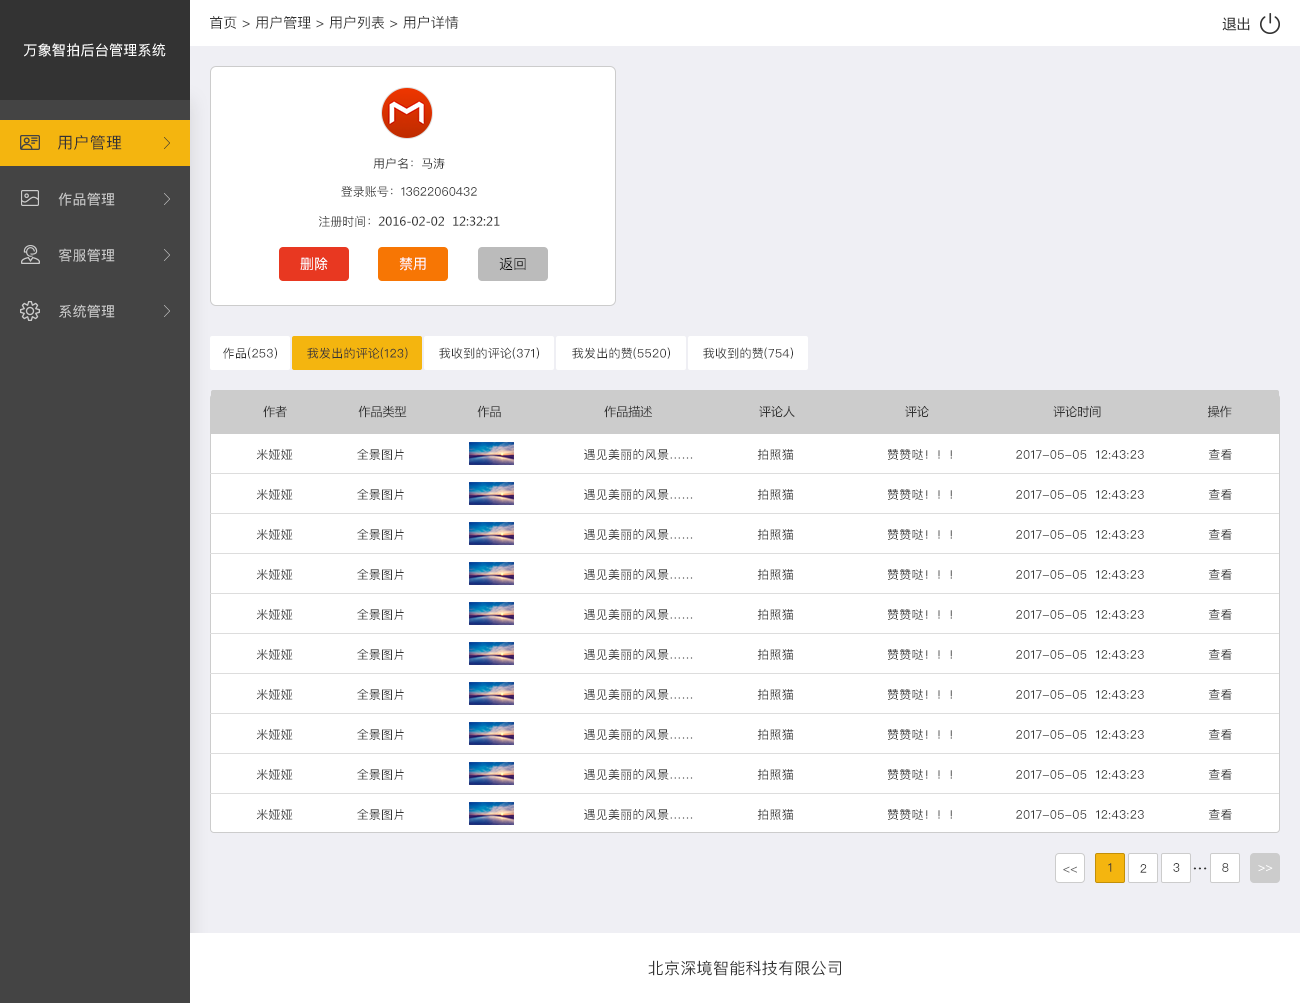 万象智拍后台管理系统
首页 > 用户管理 > 用户列表 > 用户详情
退出
用户管理
作品管理
客服管理
系统管理
用户名：马涛
登录账号：13622060432
注册时间：2016-02-02 12:32:21
删除 禁用 返回
作品(253) 我发出的评论(123) 我收到的评论(371) 我发出的赞(5520) 我收到的赞(754)
作者 作品类型 作品 作品描述 评论人 评论 评论时间 操作
米娅娅 全景图片 遇见美丽的风景…… 拍照猫 赞赞哒！！！ 2017-05-05 12:43:23 查看
米娅娅 全景图片 遇见美丽的风景…… 拍照猫 赞赞哒！！！ 2017-05-05 12:43:23 查看
米娅娅 全景图片 遇见美丽的风景…… 拍照猫 赞赞哒！！！ 2017-05-05 12:43:23 查看
米娅娅 全景图片 遇见美丽的风景…… 拍照猫 赞赞哒！！！ 2017-05-05 12:43:23 查看
米娅娅 全景图片 遇见美丽的风景…… 拍照猫 赞赞哒！！！ 2017-05-05 12:43:23 查看
米娅娅 全景图片 遇见美丽的风景…… 拍照猫 赞赞哒！！！ 2017-05-05 12:43:23 查看
米娅娅 全景图片 遇见美丽的风景…… 拍照猫 赞赞哒！！！ 2017-05-05 12:43:23 查看
米娅娅 全景图片 遇见美丽的风景…… 拍照猫 赞赞哒！！！ 2017-05-05 12:43:23 查看
米娅娅 全景图片 遇见美丽的风景…… 拍照猫 赞赞哒！！！ 2017-05-05 12:43:23 查看
米娅娅 全景图片 遇见美丽的风景…… 拍照猫 赞赞哒！！！ 2017-05-05 12:43:23 查看
<< 1 2 3 ··· 8 >>
北京深境智能科技有限公司